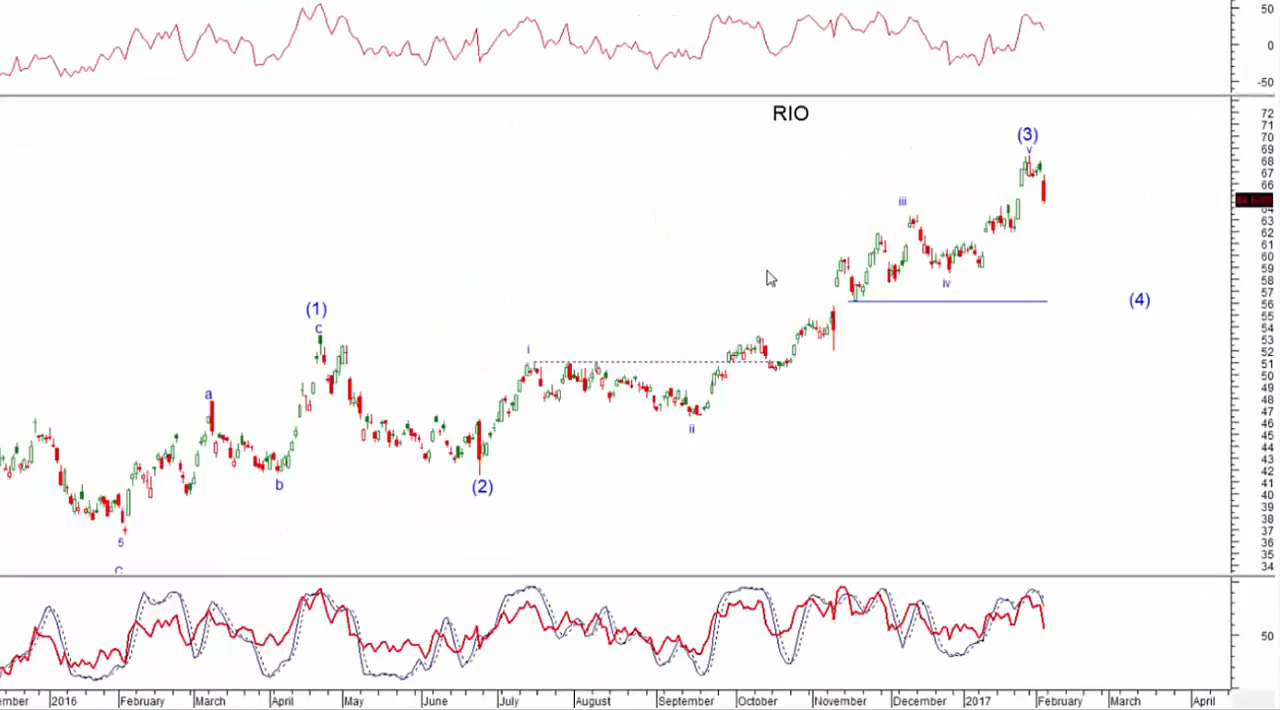 50
0
-50
RIO
72
71
70
69
68
67
66
64
63
62
61
60
59
58
57
56
55
54
53
52
51
50
49
48
47
46
45
44
43
42
41
40
39
38
37
36
35
34
(3)
v
iii
iv
(4)
(1)
c
i
a
ii
b
(2)
5
C
50
ember
2016
February
March
April
May
June
July
August
September
October
November
December
2017
February
March
April